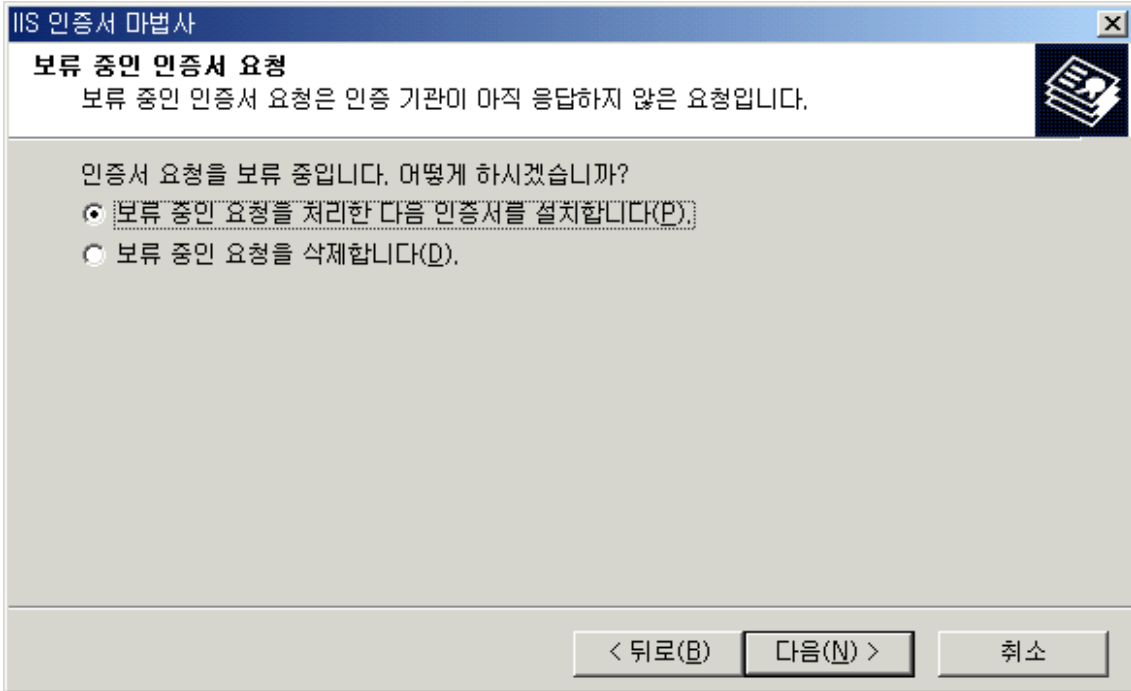 IIS 인증서 마법사
보류 중인 인증서 요청
보류 중인 인증서 요청은 인증 기관이 아직 응답하지 않은 요청입니다.
인증서 요청을 보류 중입니다. 어떻게 하시겠습니까?
보류 중인 요청을 처리한 다음 인증서를 설치합니다(P).
보류 중인 요청을 삭제합니다(D).
< 뒤로(B) 다음(N) > 취소